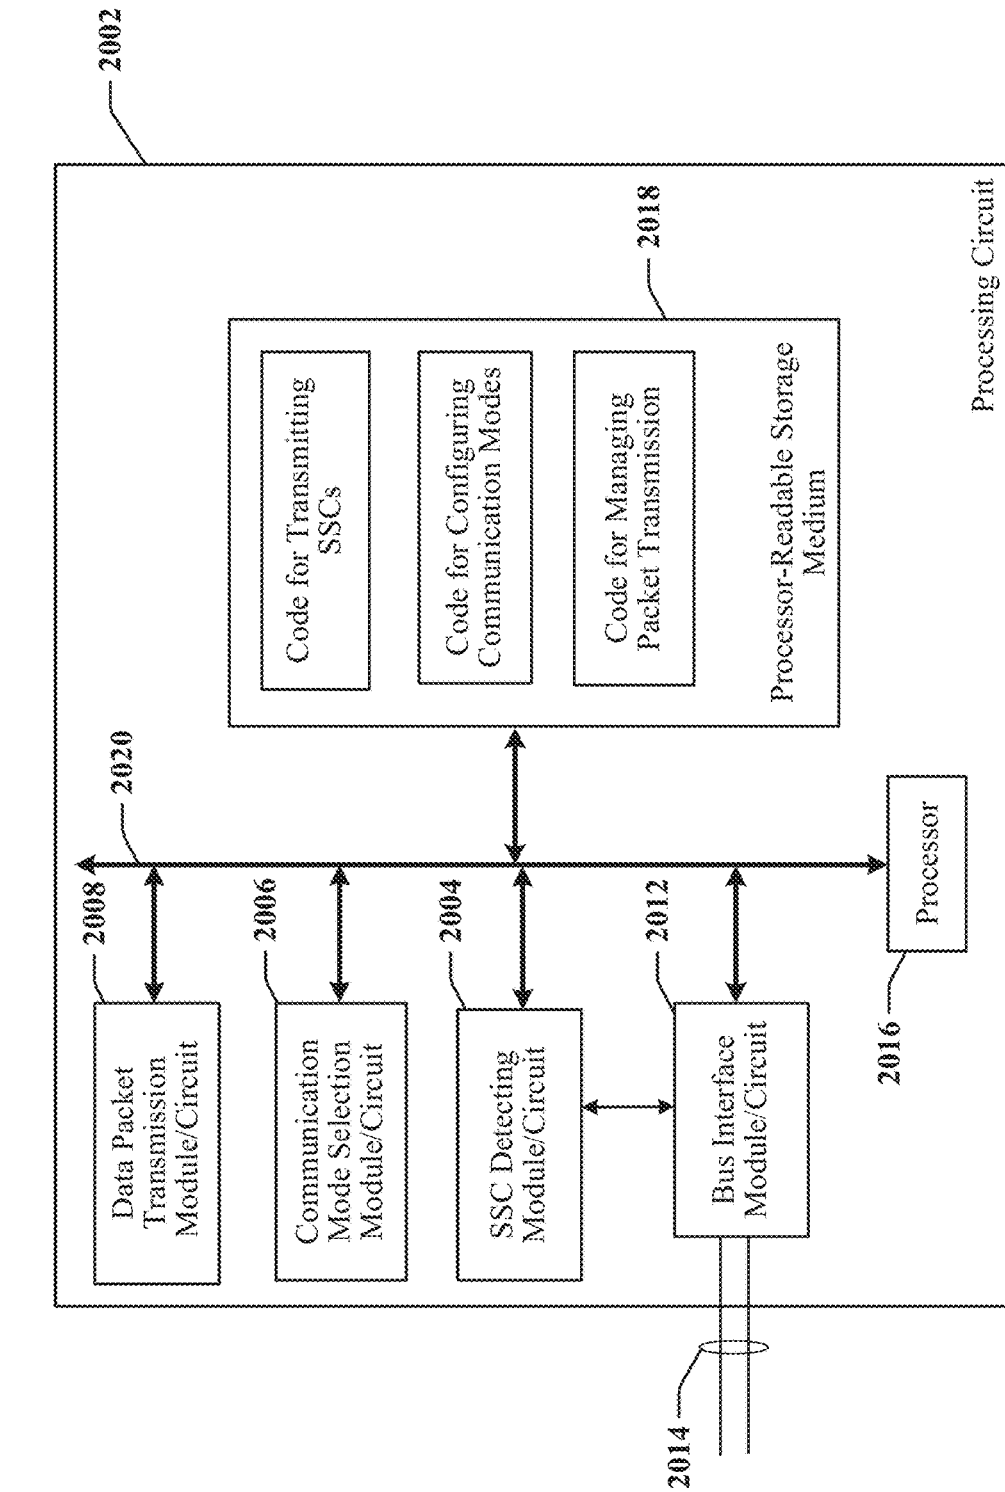 2002
2018
Code for Transmitting
SSCs
Code for Configuring
Communication Modes
Code for Managing
Packet Transmission
Processor-Readable Storage
Medium
Processing Circuit
2020
2008
2006
2004
2012
Data Packet
Transmission
Module/Circuit
Communication
Mode Selection
Module/Circuit
SSC Detecting
Module/Circuit
Bus Interface
Module/Circuit
Processor
2016
2014